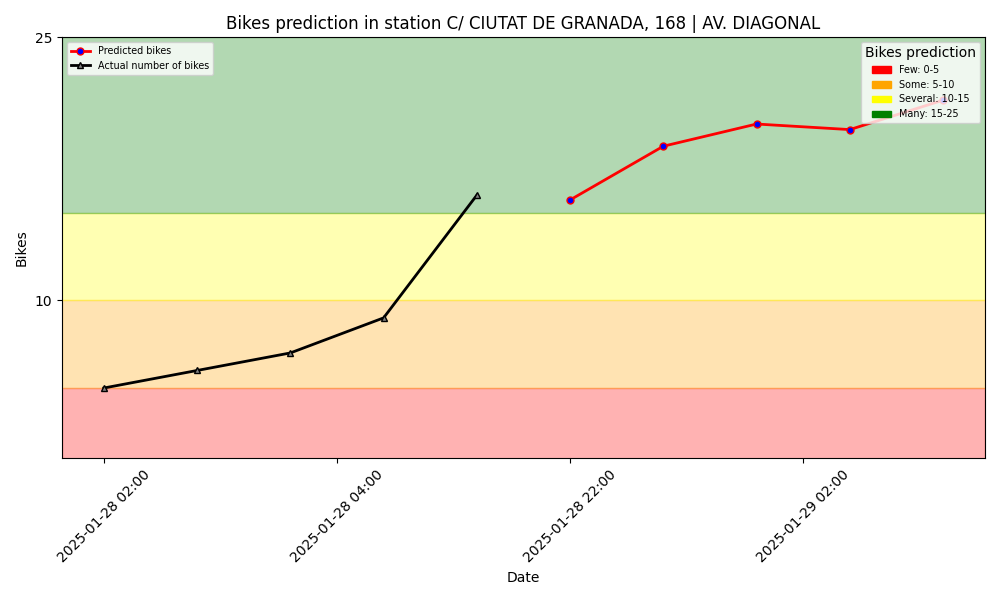 Bikes prediction in station C/ CIUTAT DE GRANADA, 168 | AV. DIAGONAL
25
10
Bikes
Predicted bikes
Actual number of bikes
Bikes prediction
Few: 0-5
Some: 5-10
Several: 10-15
Many: 15-25
2025-01-28 02:00
2025-01-28 04:00
2025-01-28 22:00
2025-01-29 02:00
Date